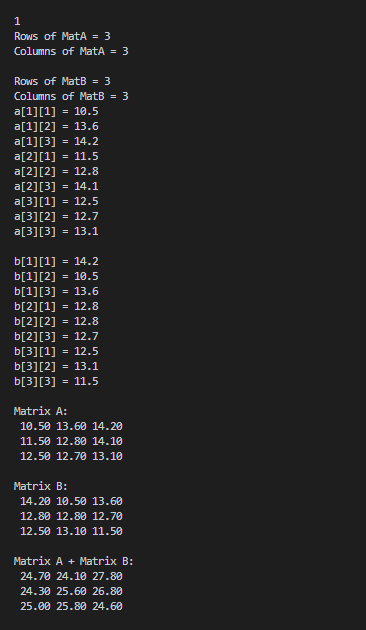 1
Rows of MatA = 3
Columns of MatA = 3
Rows of MatB = 3
Columns of MatB = 3
a[1][1] = 10.5
a[1][2] = 13.6
a[1][3] = 14.2
a[2][1] = 11.5
a[2][2] = 12.8
a[2][3] = 14.1
a[3][1] = 12.5
a[3][2] = 12.7
a[3][3] = 13.1
b[1][1] = 14.2
b[1][2] = 10.5
b[1][3] = 13.6
b[2][1] = 12.8
b[2][2] = 12.8
b[2][3] = 12.7
b[3][1] = 12.5
b[3][2] = 13.1
b[3][3] = 11.5
Matrix A:
10.50 13.60 14.20
11.50 12.80 14.10
12.50 12.70 13.10
Matrix B:
14.20 10.50 13.60
12.80 12.80 12.70
12.50 13.10 11.50
Matrix A + Matrix B:
24.70 24.10 27.80
24.30 25.60 26.80
25.00 25.80 24.60